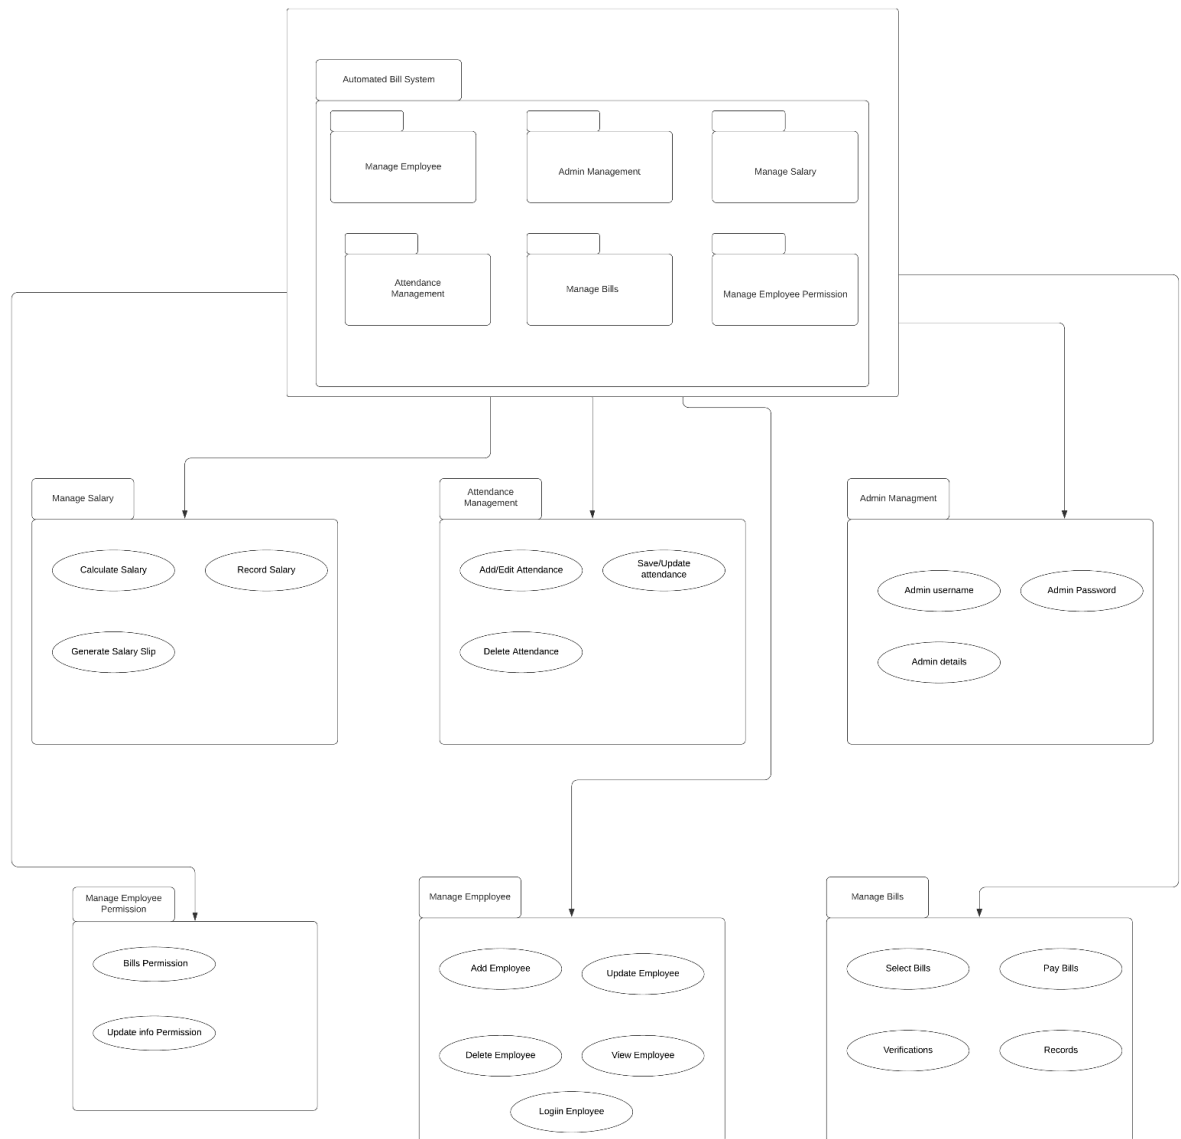 Automated Bill System
Manage Employee
Admin Management
Manage Salary
Attendance
Management
Manage Bills
Manage Employee Permission
Manage Salary
Calculate Salary
Record Salary
Generate Salary Slip
Attendance
Management
Add/Edit Attendance
Save/Update
attendance
Delete Attendance
Admin Managment
Admin username
Admin Password
Admin details
Manage Employee
Permission
Bills Permission
Update info Permission
Manage Empployee
Add Employee
Update Employee
Delete Employee
View Employee
Logiin Enployee
Manage Bills
Select Bills
Pay Bills
Verifications
Records